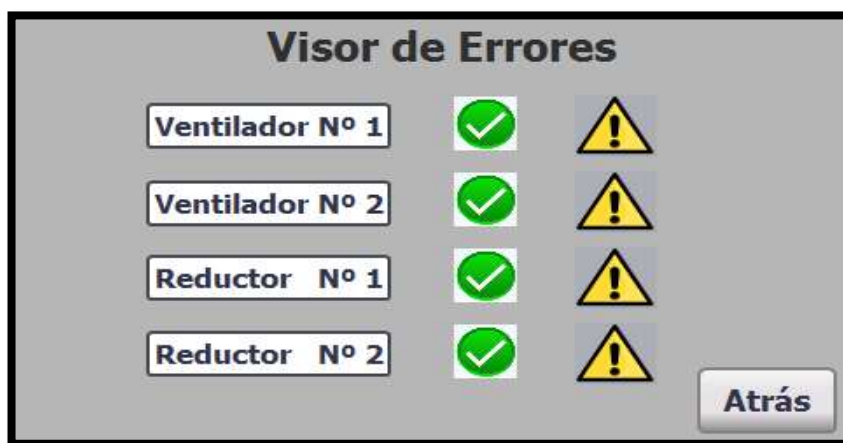 Visor de Errores
Ventilador Nº 1
Ventilador Nº 2
Reductor Nº 1
Reductor Nº 2
Atrás